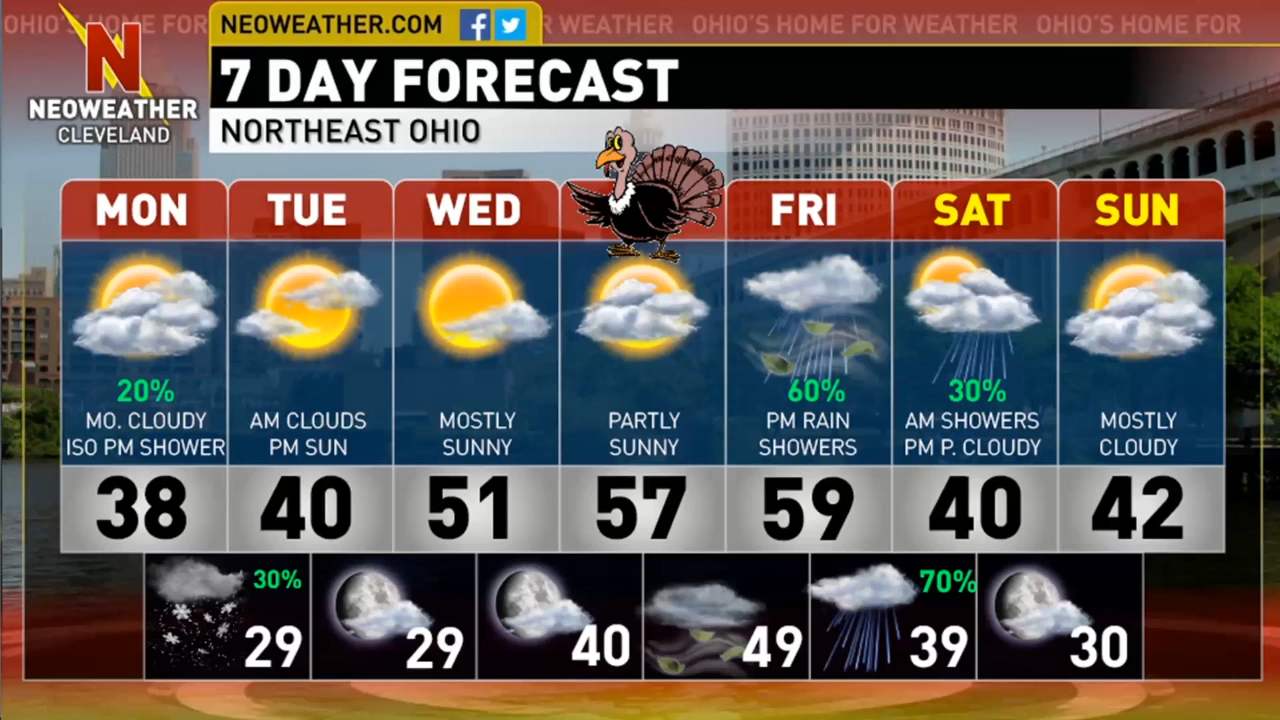 OHIO'S HOME FOR WEATHER OHIO'S HOME FOR WEATHER OHIO'S HOME FOR
NEOWEATHER.COM
N
NEOWEATHER
CLEVELAND
7 DAY FORECAST
NORTHEAST OHIO
MON TUE WED FRI SAT SUN
20% 60% 30%
MO. CLOUDY AM CLOUDS MOSTLY PARTLY PM RAIN AM SHOWERS MOSTLY
ISO PM SHOWER PM SUN SUNNY SUNNY SHOWERS PM P. CLOUDY CLOUDY
38 40 51 57 59 40 42
30% 70%
29 29 40 49 39 30